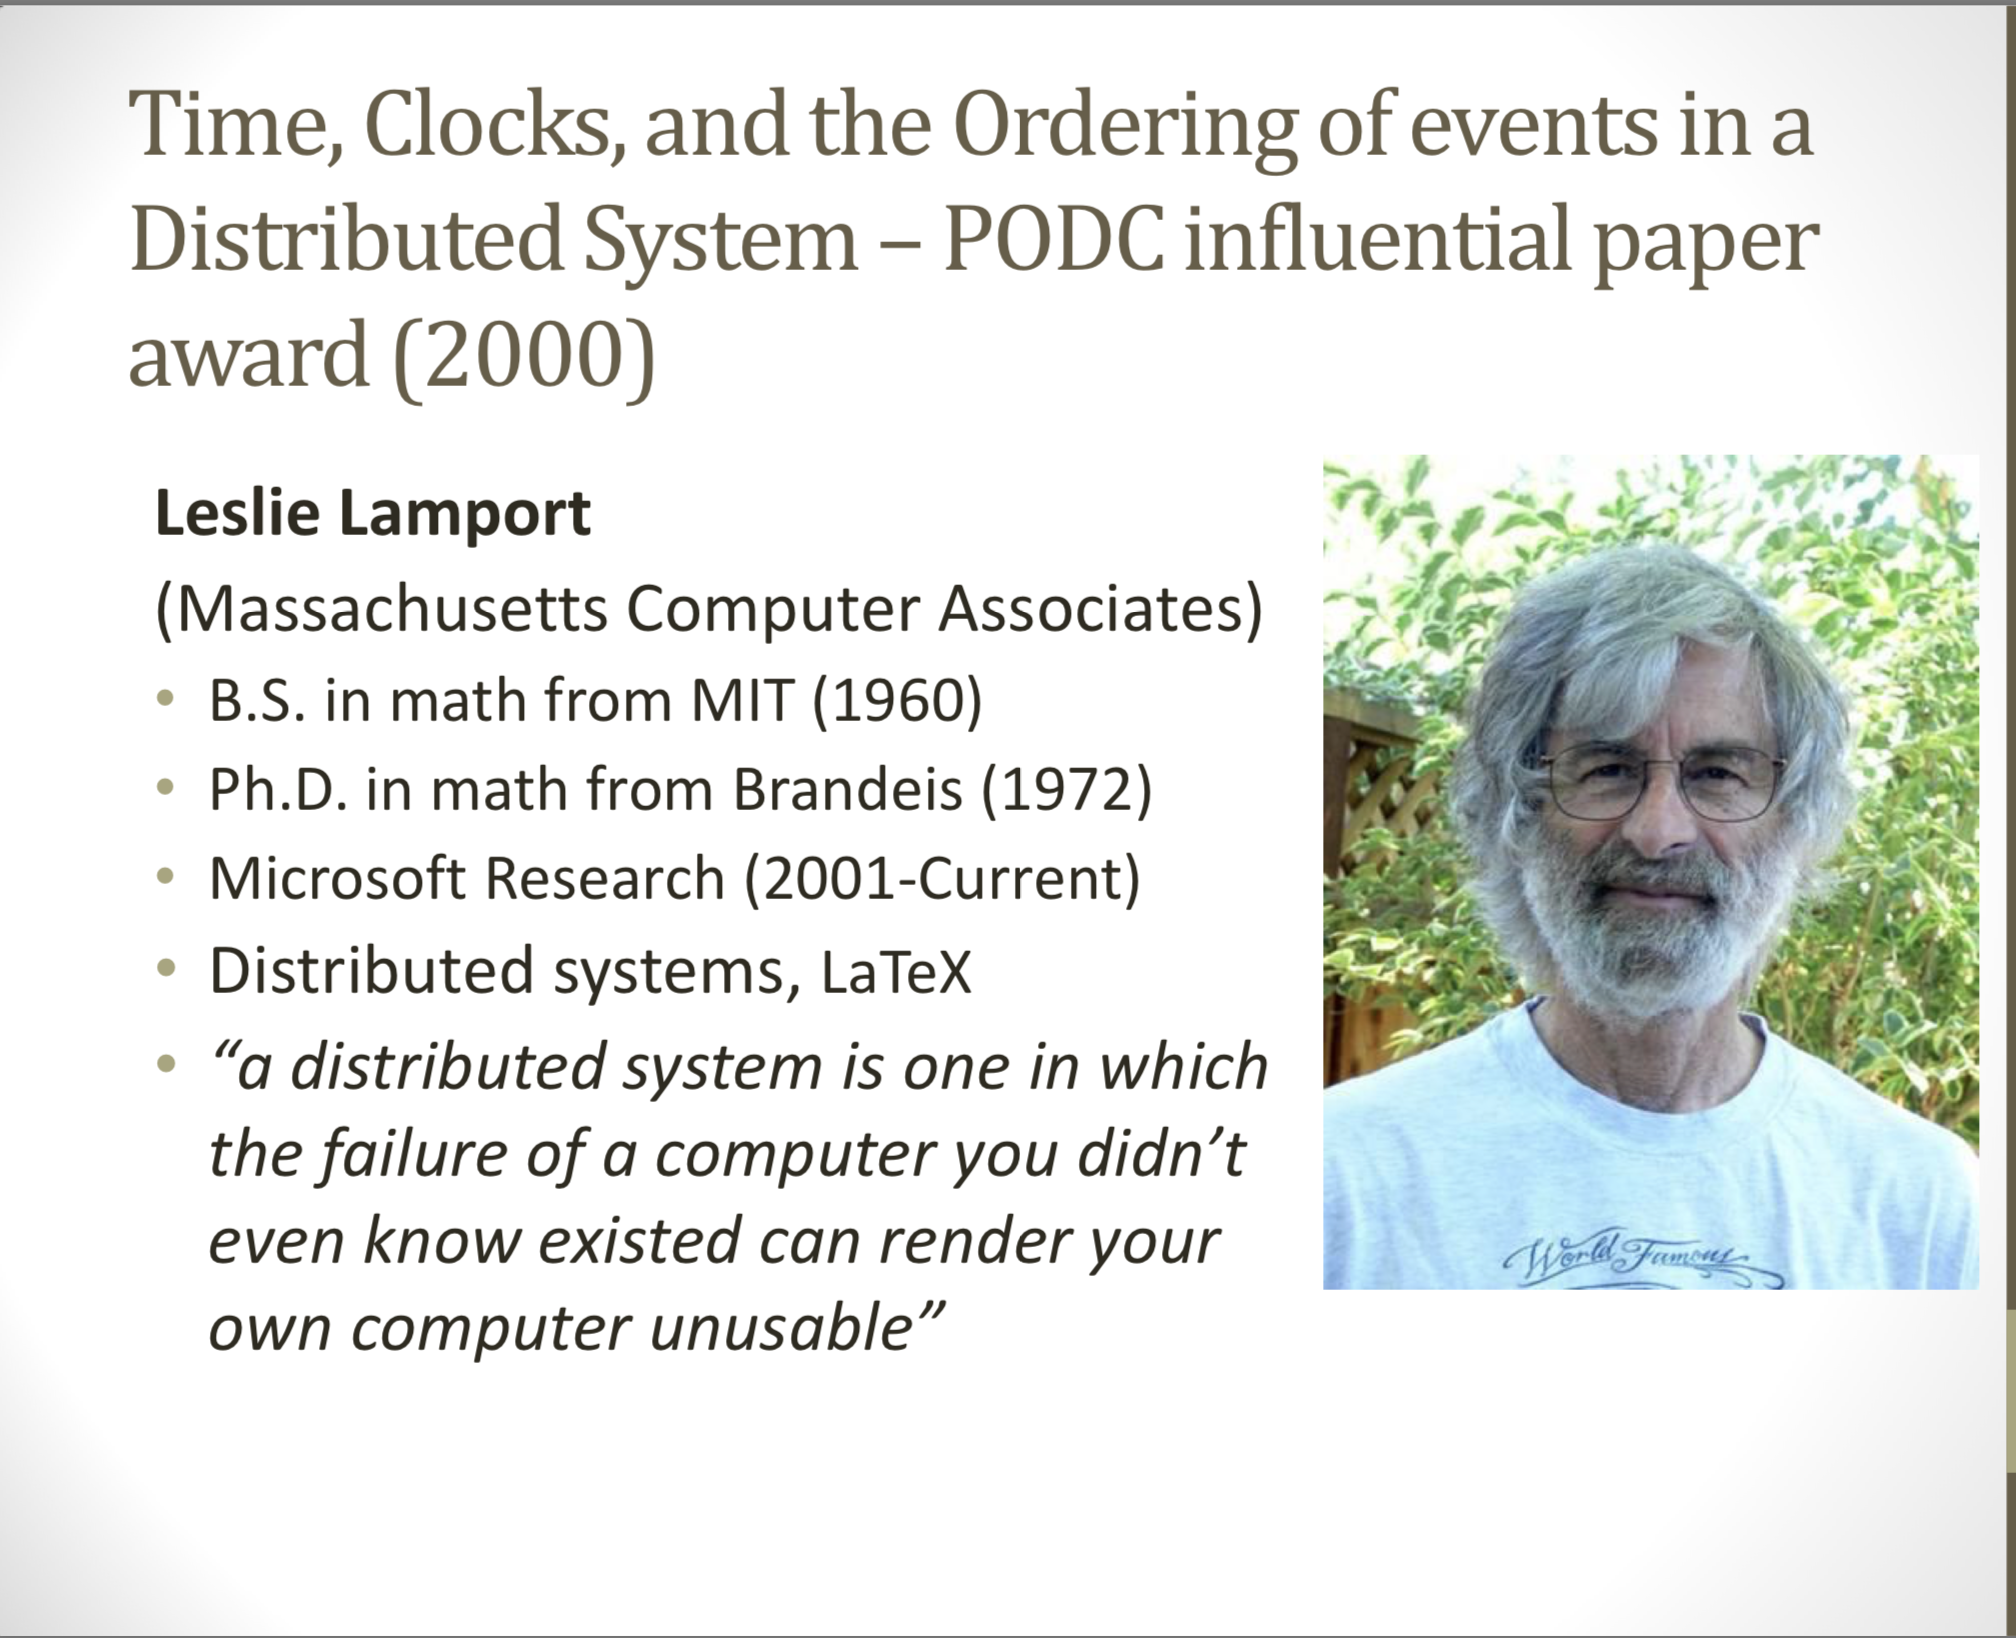 Time, Clocks, and the Ordering of events in a
Distributed System – PODC influential paper
award (2000)
Leslie Lamport
(Massachusetts Computer Associates)
• B.S. in math from MIT (1960)
• Ph.D. in math from Brandeis (1972)
• Microsoft Research (2001-Current)
• Distributed systems, LaTeX
• “a distributed system is one in which
the failure of a computer you didn’t
even know existed can render your
own computer unusable”
World Famous